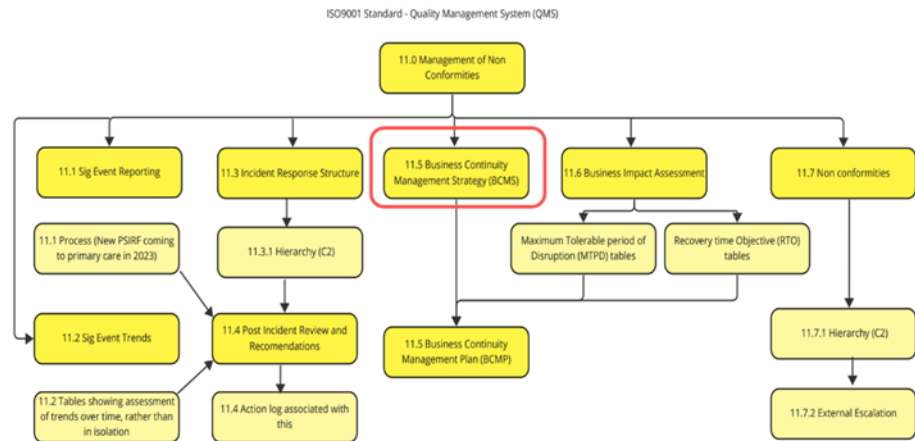 ISO9001 Standard - Quality Management System (QMS)
11.0 Management of Non
Conformities
11.1 Sig Event Reporting
11.3 Incident Response Structure
11.5 Business Continuity
Management Strategy (BCMS)
11.6 Business Impact Assessment
11.7 Non conformities
11.1 Process (New PSIRF coming
to primary care in 2023)
11.3.1 Hierarchy (C2)
Maximum Tolerable period of
Disruption (MTPD) tables
Recovery time Objective (RTO)
tables
11.2 Sig Event Trends
11.4 Post Incident Review and
Recomendations
11.5 Business Continuity
Management Plan (BCMP)
11.7.1 Hierarchy (C2)
11.2 Tables showing assessment
of trends over time, rather than
in isolation
11.4 Action log associated with
this
11.7.2 External Escalation